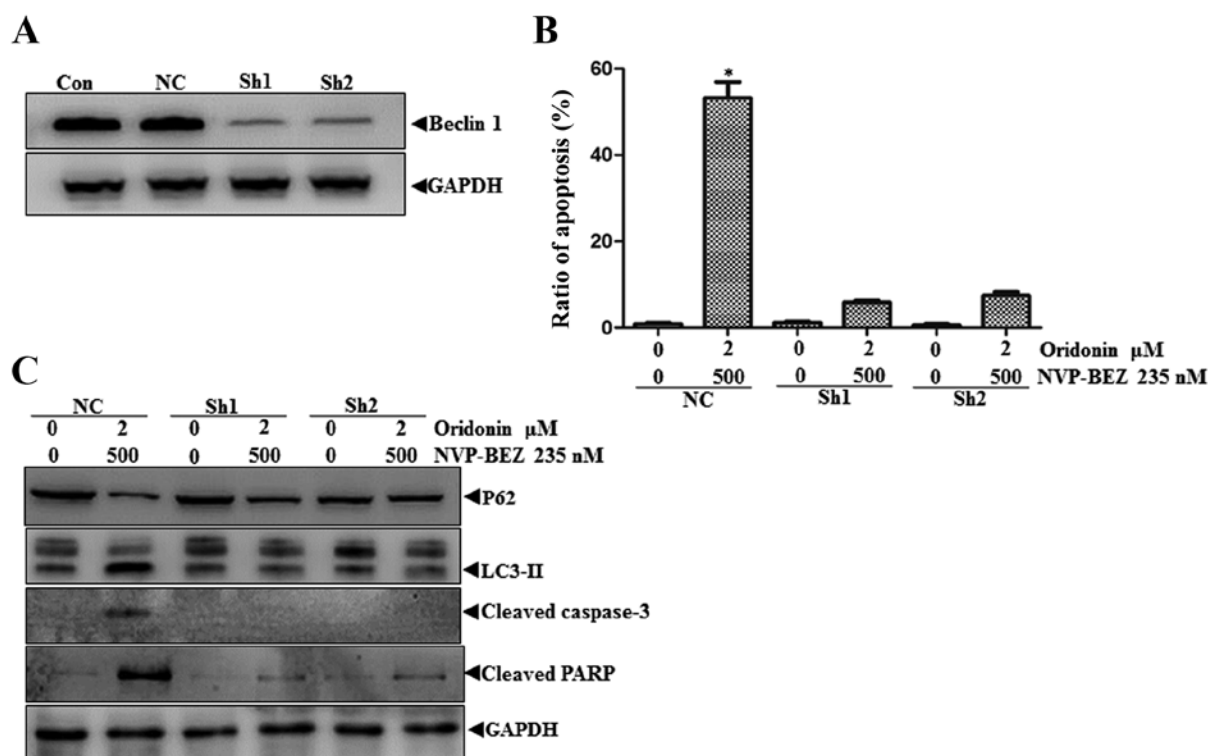 A
Con NC Sh1 Sh2
◄Beclin 1
◄GAPDH
B
Ratio of apoptosis (%)
60
40
20
0
*
0 2 0 2 0 2 Oridonin μM
0 500 0 500 0 500 NVP-BEZ 235 nM
NC Sh1 Sh2
C
NC Sh1 Sh2
0 2 0 2 0 2 Oridonin μM
0 500 0 500 0 500 NVP-BEZ 235 nM
◄P62
◄LC3-II
◄Cleaved caspase-3
◄Cleaved PARP
◄GAPDH